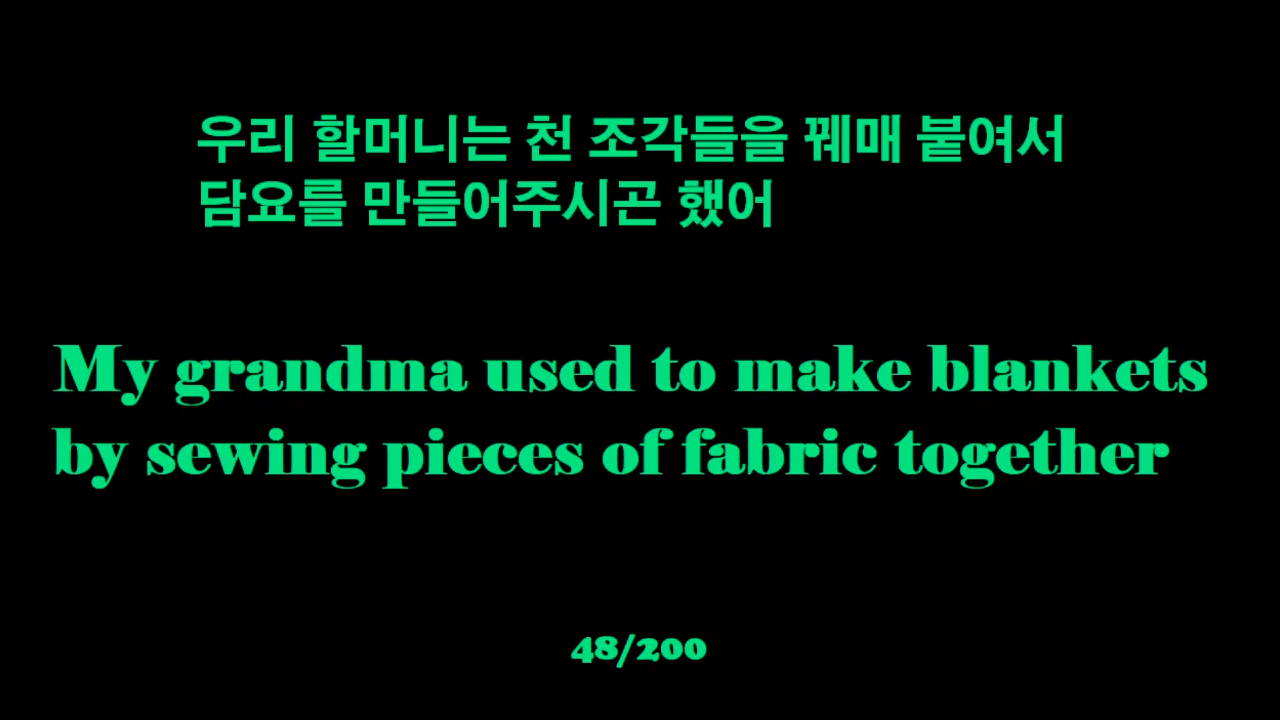 우리 할머니는 천 조각들을 꿰매 붙여서
담요를 만들어주시곤 했어
My grandma used to make blankets
by sewing pieces of fabric together
48/200